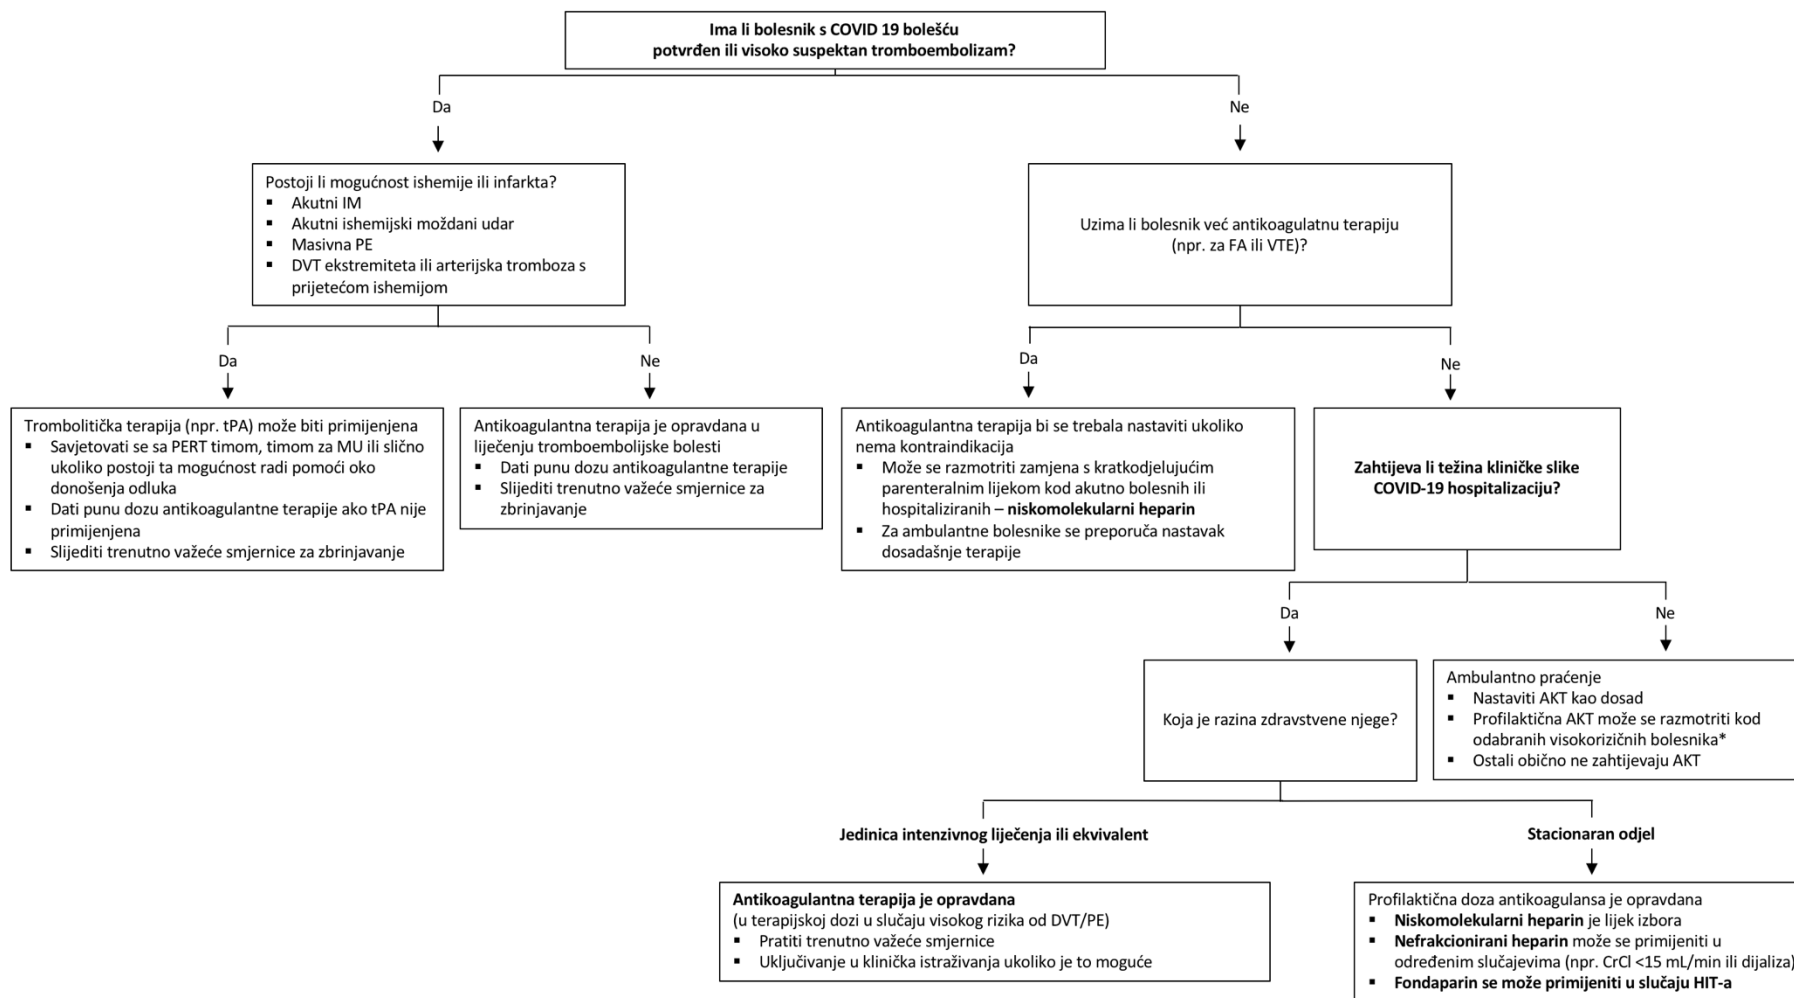 Ima li bolesnik s COVID 19 bolešću
potvrđen ili visoko suspektan tromboembolizam?
Da
Ne
Postoji li mogućnost ishemije ili infarkta?
▪ Akutni IM
▪ Akutni ishemijski moždani udar
▪ Masivna PE
▪ DVT ekstremiteta ili arterijska tromboza s
prijetećom ishemijom
Uzima li bolesnik već antikoagulatnu terapiju
(npr. za FA ili VTE)?
Da
Ne
Da
Ne
Trombolitička terapija (npr. tPA) može biti primijenjena
▪ Savjetovati se sa PERT timom, timom za MU ili slično
ukoliko postoji ta mogućnost radi pomoći oko
donošenja odluka
▪ Dati punu dozu antikoagulantne terapije ako tPA nije
primijenjena
▪ Slijediti trenutno važeće smjernice za zbrinjavanje
Antikoagulantna terapija je opravdana u
liječenju tromboembolijske bolesti
▪ Dati punu dozu antikoagulantne terapije
▪ Slijediti trenutno važeće smjernice za
zbrinjavanje
Antikoagulantna terapija bi se trebala nastaviti ukoliko
nema kontraindikacija
▪ Može se razmotriti zamjena s kratkodjelujućim
parenteralnim lijekom kod akutno bolesnih ili
hospitaliziranih – niskomolekularni heparin
▪ Za ambulantne bolesnike se preporuča nastavak
dosadašnje terapije
Zahtijeva li težina kliničke slike
COVID-19 hospitalizaciju?
Da
Ne
Koja je razina zdravstvene njege?
Ambulantno praćenje
▪ Nastaviti AKT kao dosad
▪ Profilaktična AKT može se razmotriti kod
odabranih visokorizičnih bolesnika*
▪ Ostali obično ne zahtijevaju AKT
Jedinica intenzivnog liječenja ili ekvivalent
Stacionaran odjel
Antikoagulantna terapija je opravdana
(u terapijskoj dozi u slučaju visokog rizika od DVT/PE)
▪ Pratiti trenutno važeće smjernice
▪ Uključivanje u klinička istraživanja ukoliko je to moguće
Profilaktična doza antikoagulansa je opravdana
▪ Niskomolekularni heparin je lijek izbora
▪ Nefrakcionirani heparin može se primijeniti u
određenim slučajevima (npr. CrCl <15 mL/min ili dijaliza)
▪ Fondaparin se može primijeniti u slučaju HIT-a